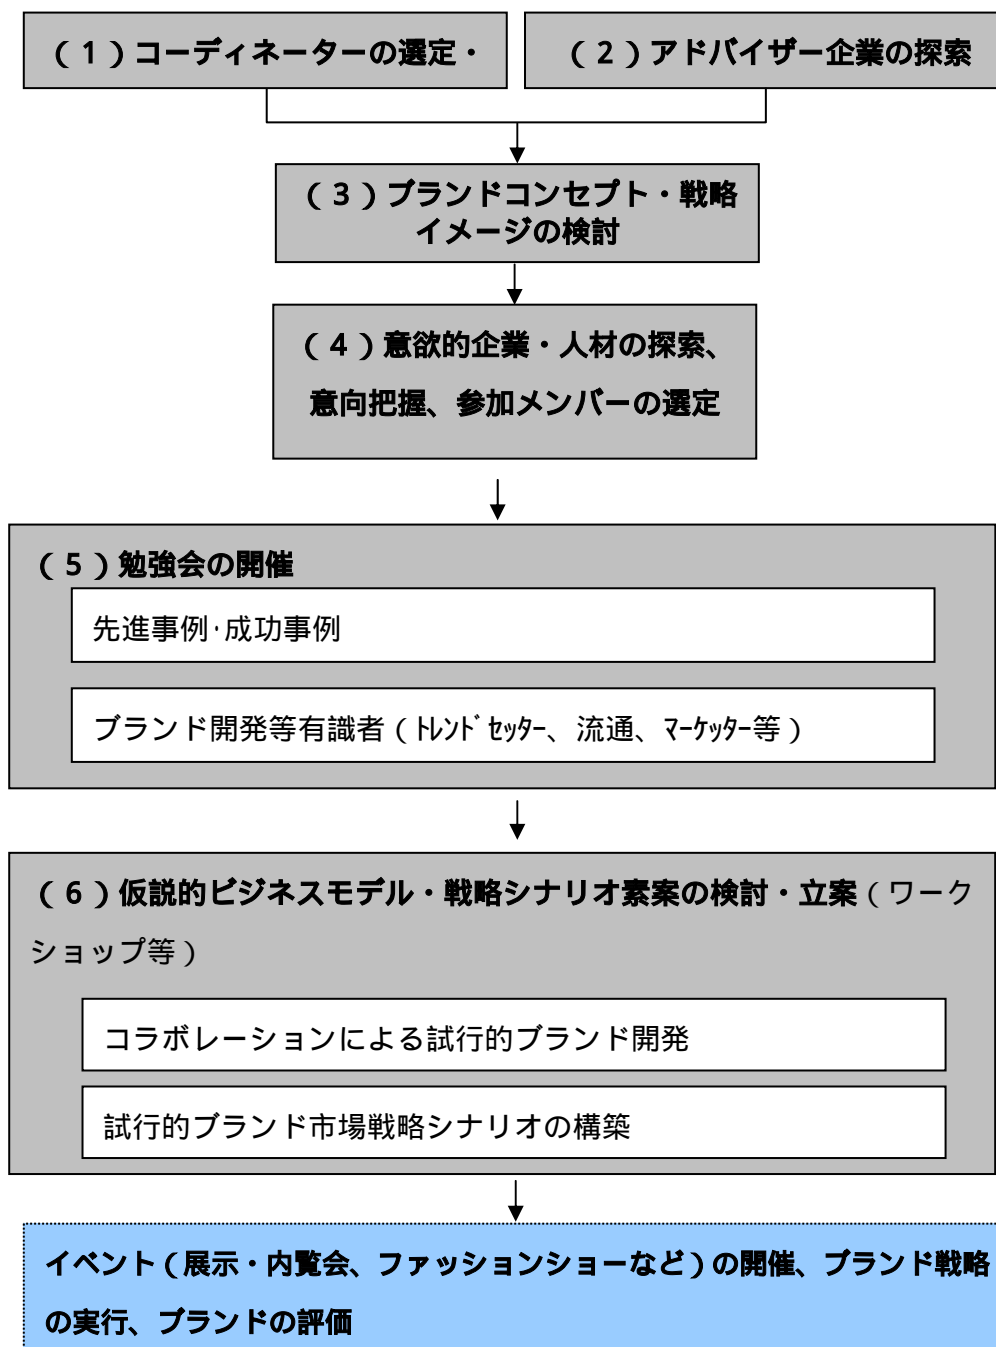 （１）コーディネーターの選定・
（２）アドバイザー企業の探索
（３）ブランドコンセプト・戦略
イメージの検討
（４）意欲的企業・人材の探索、
意向把握、参加メンバーの選定
（５）勉強会の開催
先進事例･成功事例
ブランド開発等有識者（ﾄﾚﾝﾄﾞｾｯﾀｰ、流通、ﾏｰｹｯﾀｰ等）
（６）仮説的ビジネスモデル・戦略シナリオ素案の検討・立案（ワーク
ショップ等）
コラボレーションによる試行的ブランド開発
試行的ブランド市場戦略シナリオの構築
イベント（展示・内覧会、ファッションショーなど）の開催、ブランド戦略
の実行、ブランドの評価